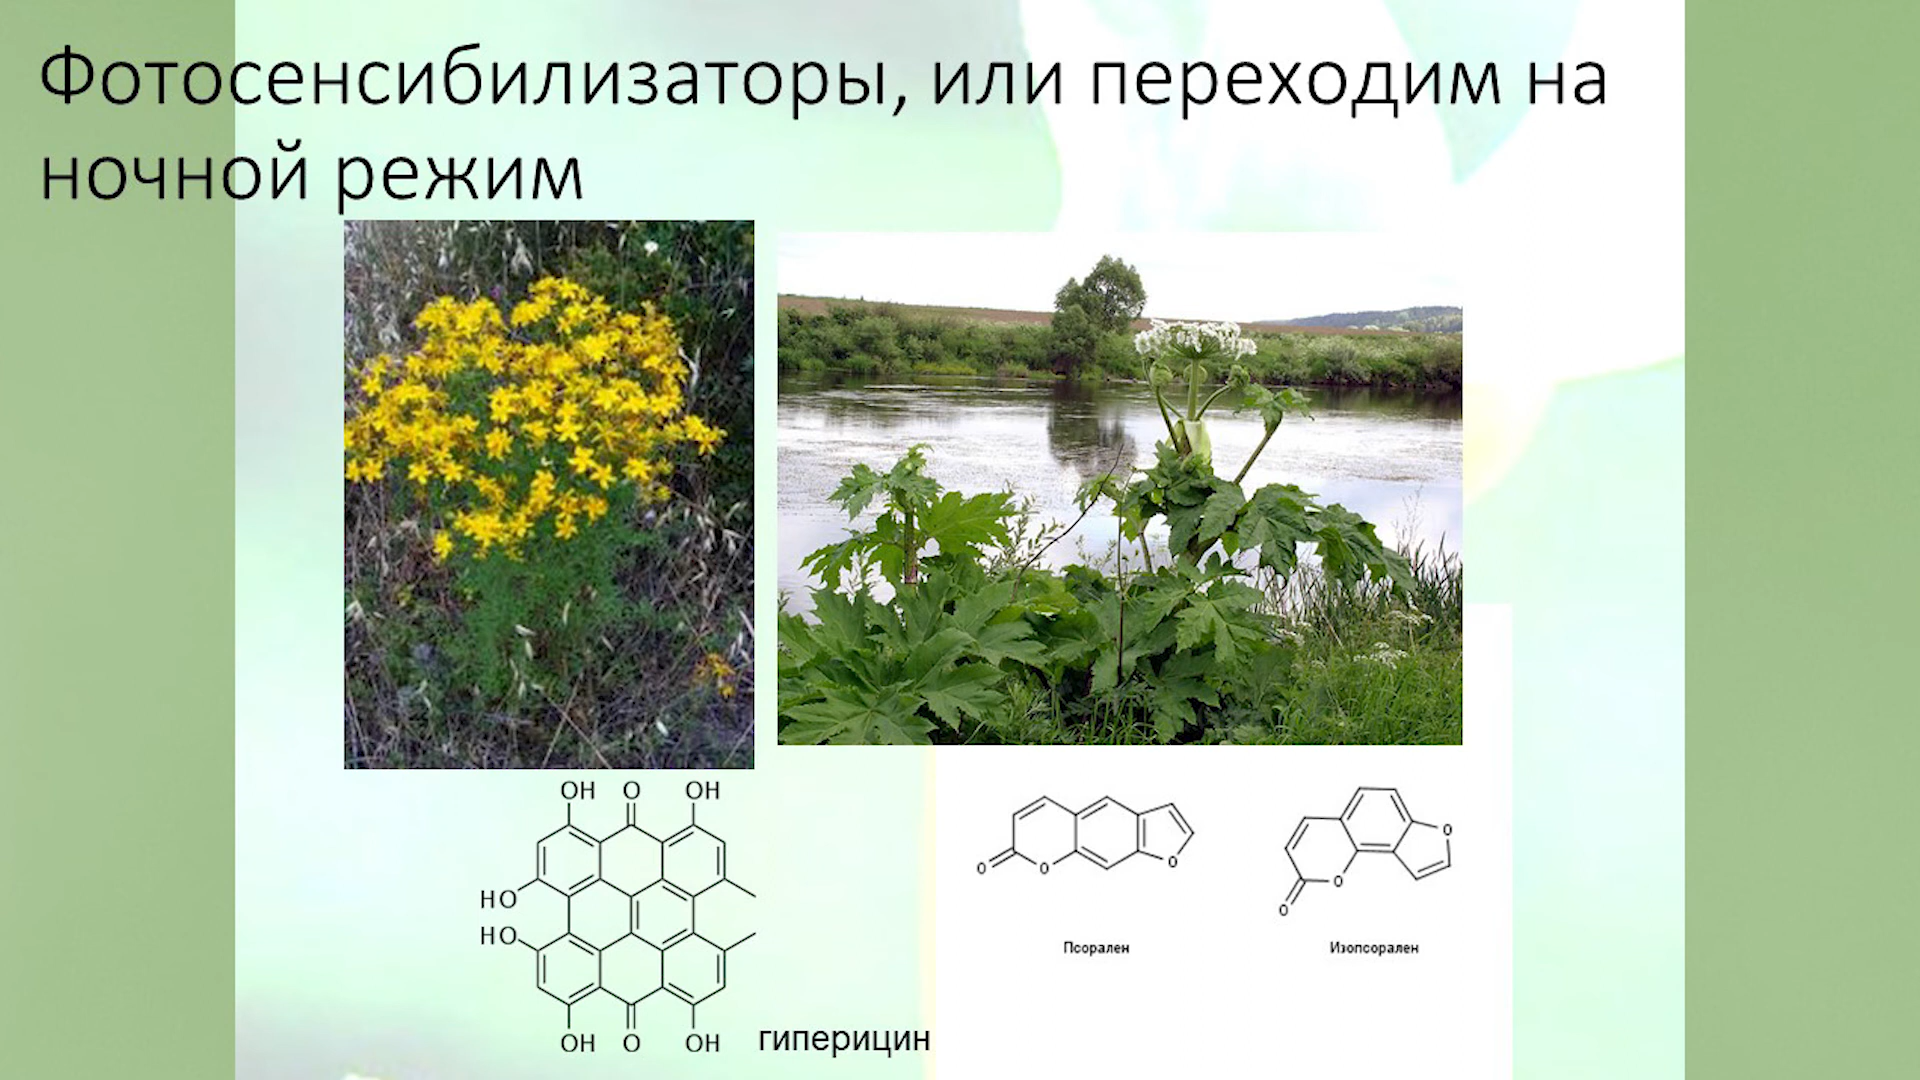 Фотосенсибилизаторы, или переходим на
ночной режим
OH O OH
HO
HO
OH O OH
гиперицин
O O O
Псорален
O O O
Изопсорален